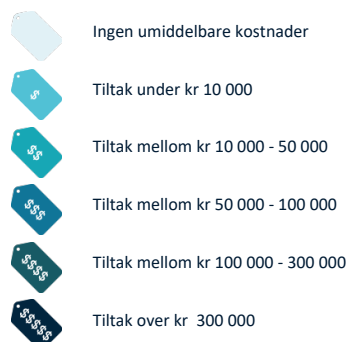 Ingen umiddelbare kostnader
$ Tiltak under kr 10 000
$$ Tiltak mellom kr 10 000 - 50 000
$$$ Tiltak mellom kr 50 000 - 100 000
$$$$ Tiltak mellom kr 100 000 - 300 000
$$$$$ Tiltak over kr 300 000